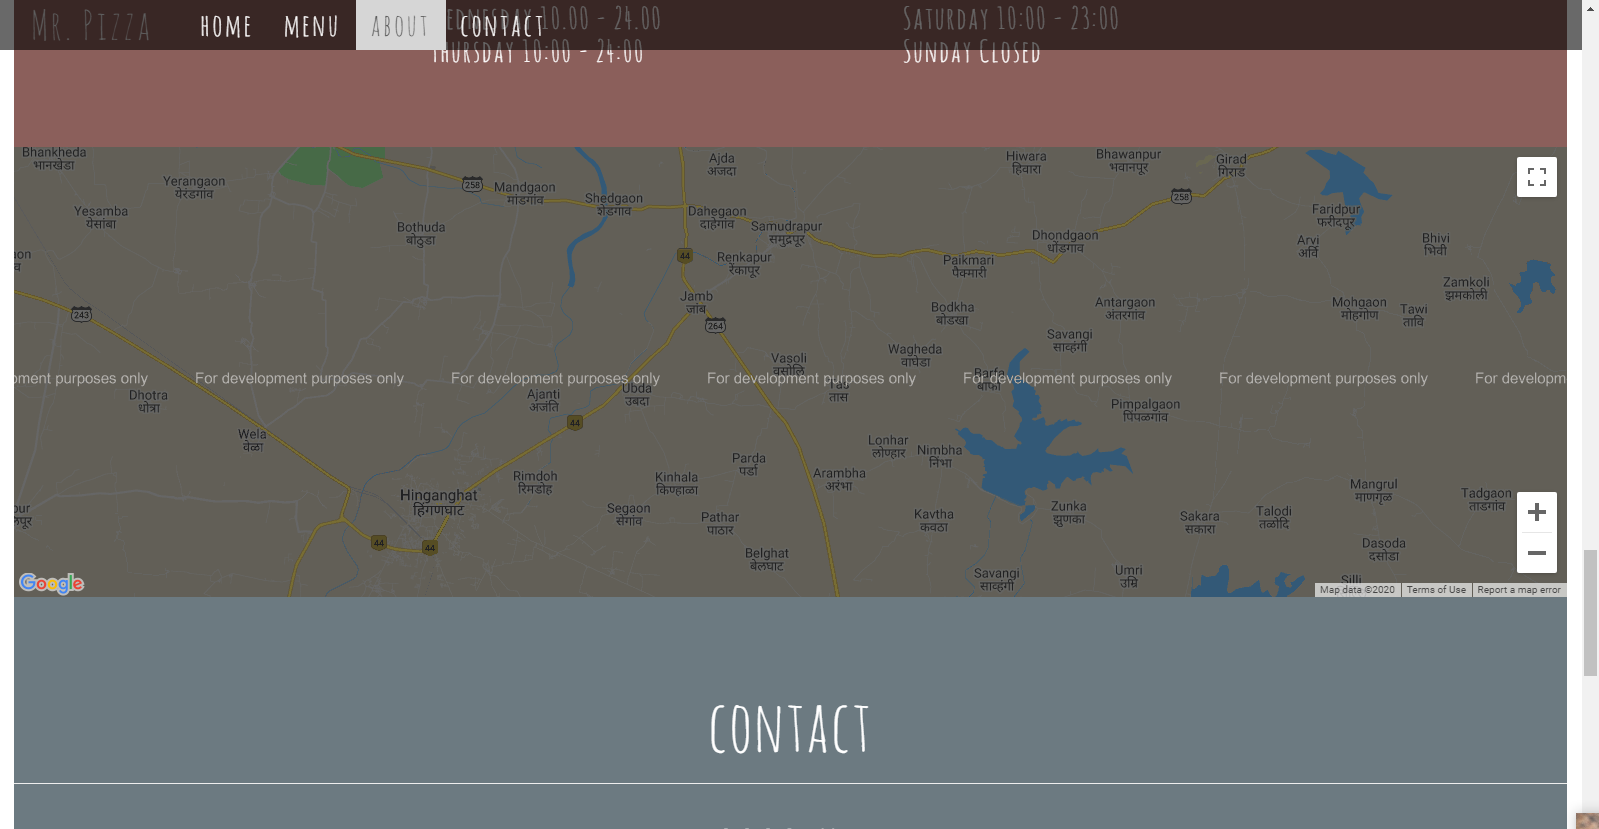 MR. PIZZA HOME MENU ABOUT CONTACT
EDNESDAY 10.00 - 24.00 SATURDAY 10:00 - 23:00
THURSDAY 10:00 - 24:00 SUNDAY CLOSED
Bhankheda
भानखेडा
Ajda
अजदा
Hiwara
हिवारा
Bhawanpur
भवानपूर
Girad
गिराड
Yerangaon
येरंडगांव
258
Mandgaon
मांडगांव
Shedgaon
शेडगाव
258
Yesamba
येसांबा
Bothuda
बोठुडा
Dahegaon
दाहेगांव
Samudrapur
समुद्रपूर
Dhondgaon
धोंडगाव
Faridpur
फरीदपूर
Arvi
अर्वि
Bhivi
भिवी
on
व
44
Renkapur
रेंकापूर
Paikmari
पैक्मारी
Zamkoli
झमकोली
243
Jamb
जांब
264
Bodkha
बोडखा
Antargaon
अंतरगांव
Mohgaon
मोहगोण
Tawi
तावि
Savangi
साव्हंगी
Vasoli
वसोलि
Wagheda
वाघेडा
Barfa
बार्फा
pment purposes only For development purposes only For development purposes only For development purposes only For development purposes only For development purposes only For developm
Dhotra
धोत्रा
Ajanti
अजंति
Ubda
उबदा
Tas
तास
Pimpalgaon
पिंपळगांव
44
Wela
वेळा
Lonhar
लोण्हार
Nimbha
निंभा
Parda
पर्डा
Arambha
अरंभा
Rimdoh
रिमडोह
Kinhala
किण्हाळा
Mangrul
माणगृळ
Tadgaon
ताडगांव
Hinganghat
हिंगणघाट
pur
लपूर
Segaon
सेगांव
Pathar
पाठार
Kavtha
कवठा
Zunka
झुणका
Sakara
सकारा
Talodi
तळोदि
44
44
Belghat
बेलघाट
Dasoda
दसोडा
Savangi
साव्हंगी
Umri
उम्रि
Silli
Google
Map data ©2020 Terms of Use Report a map error
CONTACT